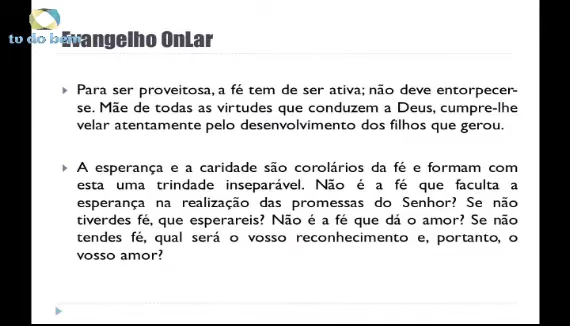 tv do bem
Evangelho OnLar
Para ser proveitosa, a fé tem de ser ativa; não deve entorpecer-
se. Mãe de todas as virtudes que conduzem a Deus, cumpre-lhe
velar atentamente pelo desenvolvimento dos filhos que gerou.
A esperança e a caridade são corolários da fé e formam com
esta uma trindade inseparável. Não é a fé que faculta a
esperança na realização das promessas do Senhor? Se não
tiverdes fé, que esperareis? Não é a fé que dá o amor? Se não
tendes fé, qual será o vosso reconhecimento e, portanto, o
vosso amor?